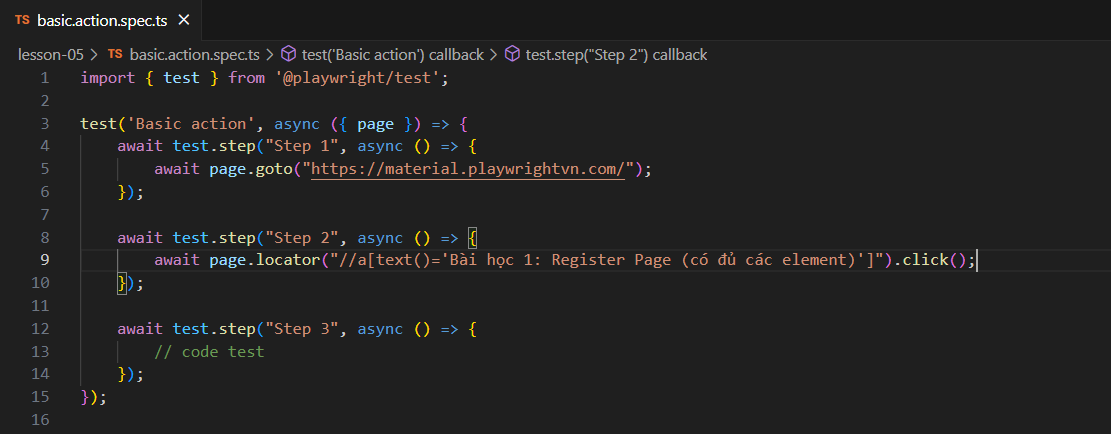 TS basic.action.spec.ts ×
lesson-05 > TS basic.action.spec.ts > test('Basic action') callback > test.step("Step 2") callback
1 import { test } from '@playwright/test';
2
3 test('Basic action', async ({ page }) => {
4     await test.step("Step 1", async () => {
5         await page.goto("https://material.playwrightvn.com/");
6     });
7
8     await test.step("Step 2", async () => {
9         await page.locator("//a[text()='Bài học 1: Register Page (có đủ các element)']").click();
10     });
11
12     await test.step("Step 3", async () => {
13         // code test
14     });
15 });
16